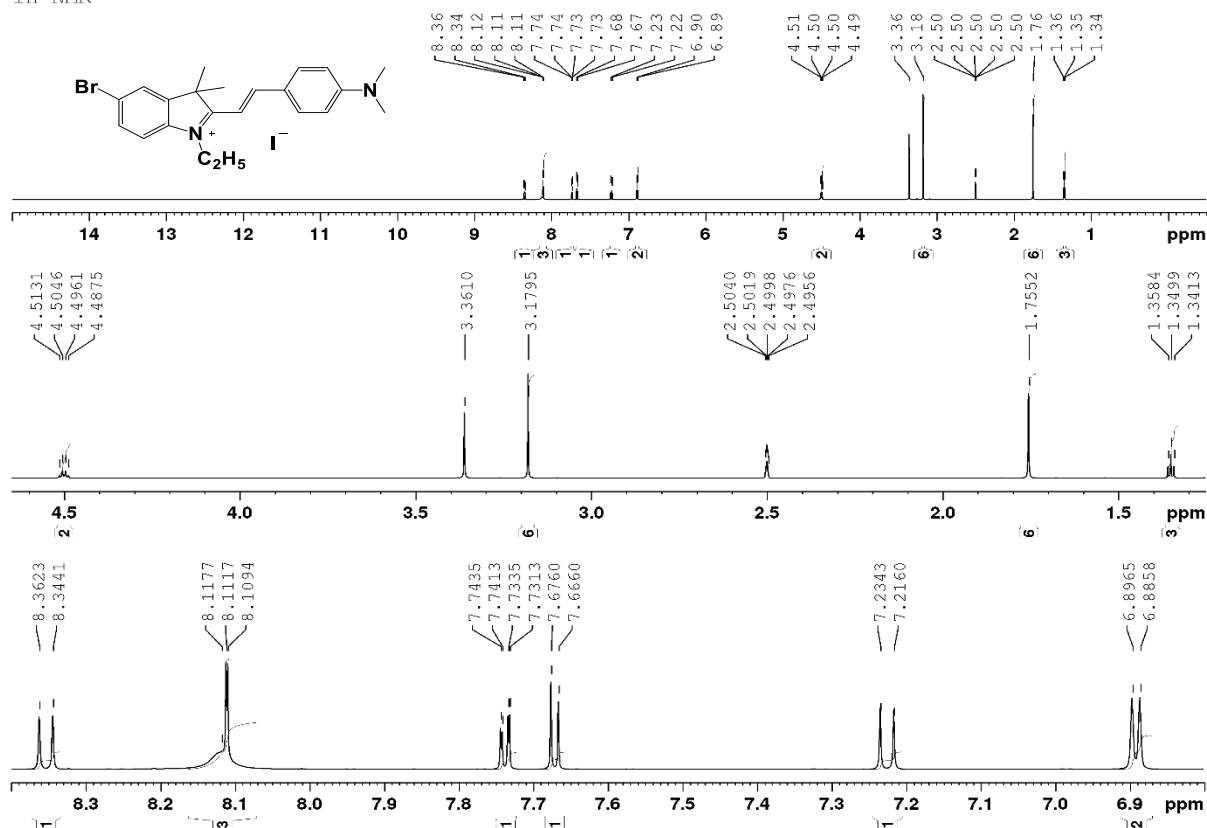 1H NMR
8.36 8.34 8.12 8.11 8.11 7.74 7.74 7.73 7.73 7.68 7.67 7.23 7.22 6.90 6.89 4.51 4.50 4.50 4.49 3.36 3.18 2.50 2.50 2.50 2.50 2.50 1.76 1.36 1.35 1.34
Br
N
N
+
I−
C2H5
14 13 12 11 10 9 8 7 6 5 4 3 2 1 ppm
1 3 1 1 1 2 2 6 6 3
4.5131 4.5046 4.4961 4.4875 3.3610 3.1795 2.5040 2.5019 2.4998 2.4976 2.4956 1.7552 1.3584 1.3499 1.3413
4.5 4.0 3.5 3.0 2.5 2.0 1.5 ppm
2 6 6 3
8.3623 8.3441 8.1177 8.1117 8.1094 7.7435 7.7413 7.7335 7.7313 7.6760 7.6660 7.2343 7.2160 6.8965 6.8858
8.3 8.2 8.1 8.0 7.9 7.8 7.7 7.6 7.5 7.4 7.3 7.2 7.1 7.0 6.9 ppm
1 3 1 1 1 2